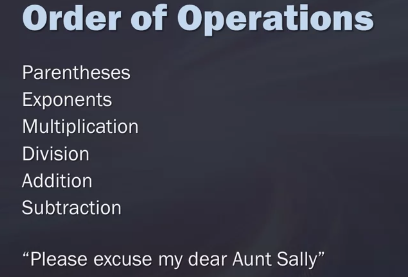 Order of Operations
Parentheses
Exponents
Multiplication
Division
Addition
Subtraction
“Please excuse my dear Aunt Sally”